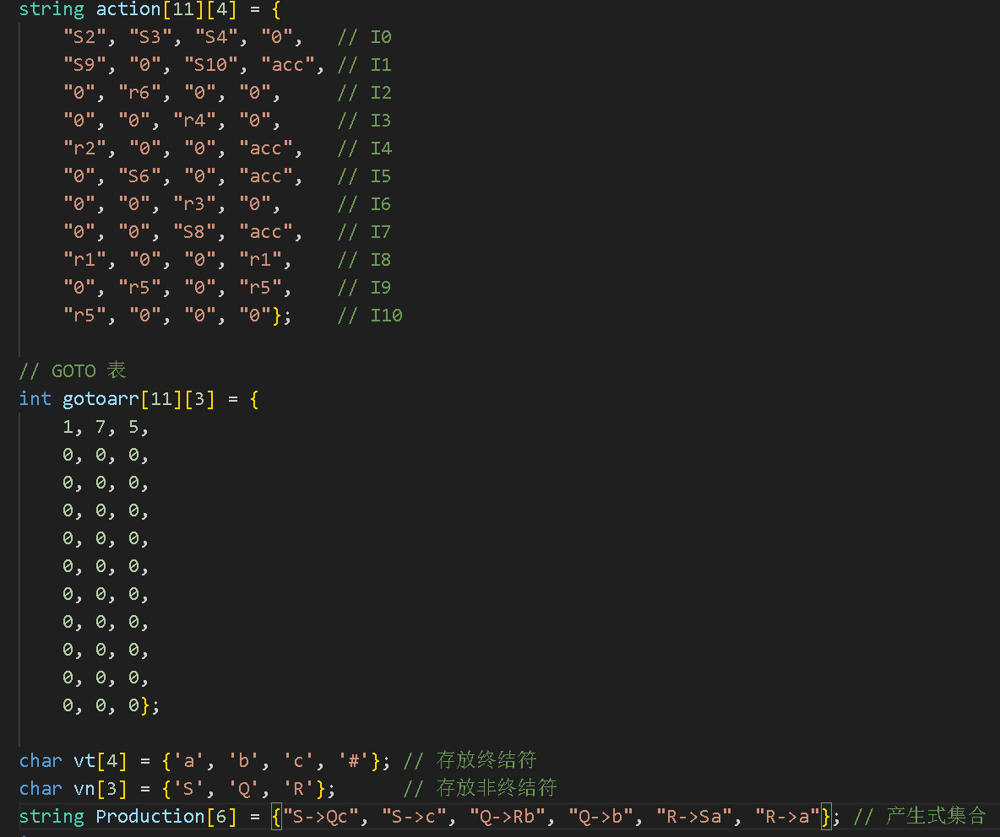 string action[11][4] = {
    "S2", "S3", "S4", "0",   // I0
    "S9", "0", "S10", "acc", // I1
    "0", "r6", "0", "0",     // I2
    "0", "0", "r4", "0",     // I3
    "r2", "0", "0", "acc",   // I4
    "0", "S6", "0", "acc",   // I5
    "0", "0", "r3", "0",     // I6
    "0", "0", "S8", "acc",   // I7
    "r1", "0", "0", "r1",    // I8
    "0", "r5", "0", "r5",    // I9
    "r5", "0", "0", "0"};    // I10
// GOTO 表
int gotoarr[11][3] = {
    1, 7, 5,
    0, 0, 0,
    0, 0, 0,
    0, 0, 0,
    0, 0, 0,
    0, 0, 0,
    0, 0, 0,
    0, 0, 0,
    0, 0, 0,
    0, 0, 0,
    0, 0, 0};
char vt[4] = {'a', 'b', 'c', '#'}; // 存放终结符
char vn[3] = {'S', 'Q', 'R'};      // 存放非终结符
string Production[6] = {"S->Qc", "S->c", "Q->Rb", "Q->b", "R->Sa", "R->a"}; // 产生式集合